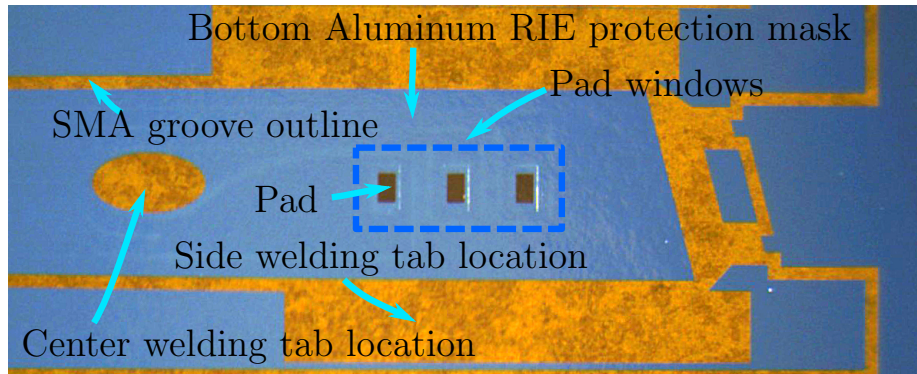 Bottom Aluminum RIE protection mask
Pad windows
SMA groove outline
Pad
Side welding tab location
Center welding tab location